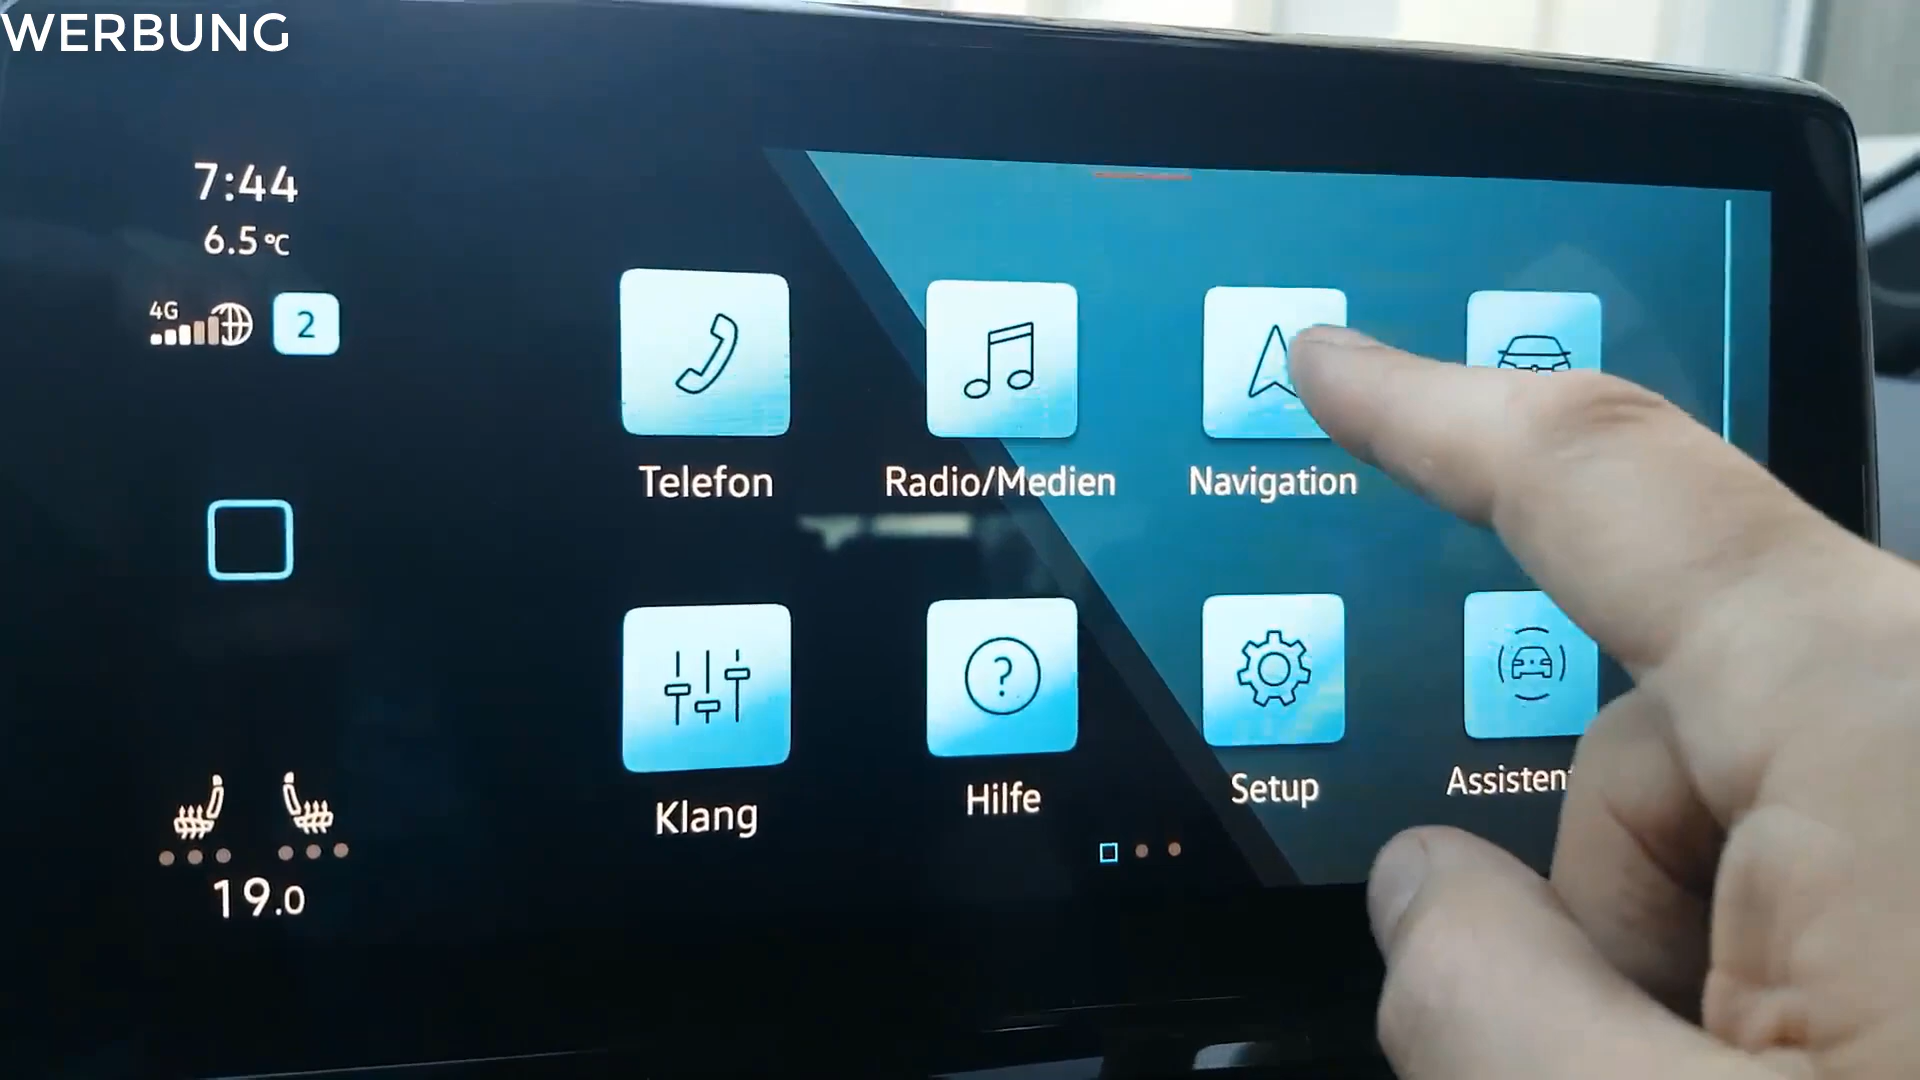 WERBUNG
7:44
6.5°C
4G
2
Telefon
Radio/Medien
Navigation
?
Klang
Hilfe
Setup
19.0